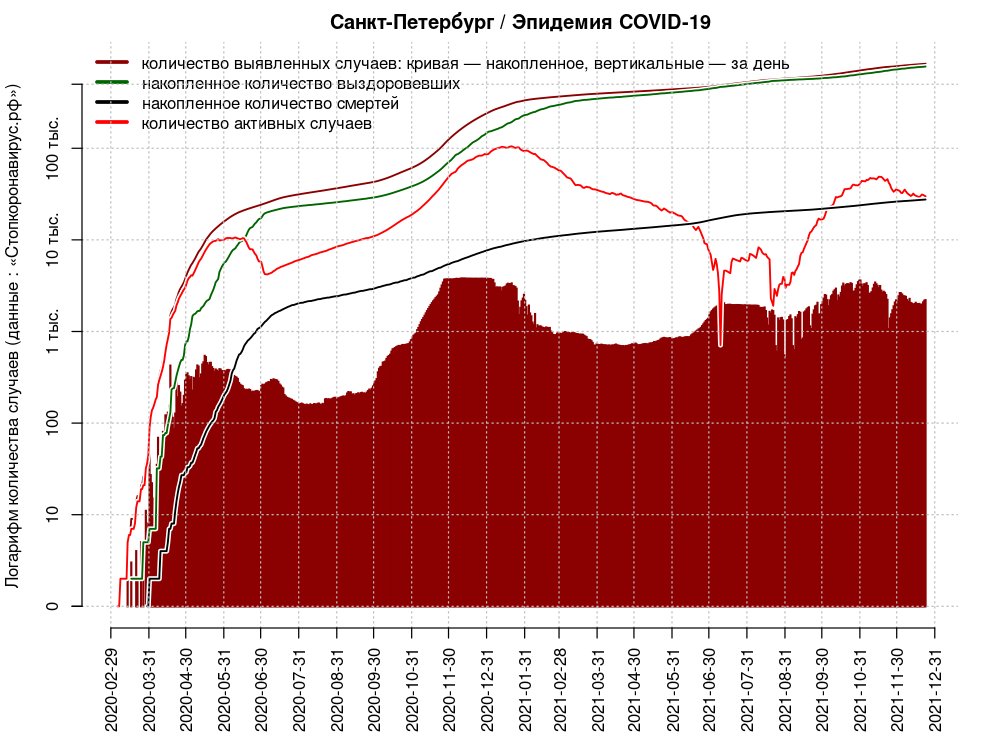 Санкт-Петербург / Эпидемия COVID-19
количество выявленных случаев: кривая — накопленное, вертикальные — за день
накопленное количество выздоровевших
накопленное количество смертей
количество активных случаев
Логарифм количества случаев (данные : «Стопкоронавирус.рф»)
100 тыс.
10 тыс.
1 тыс.
100
10
0
2020-02-29
2020-03-31
2020-04-30
2020-05-31
2020-06-30
2020-07-31
2020-08-31
2020-09-30
2020-10-31
2020-11-30
2020-12-31
2021-01-31
2021-02-28
2021-03-31
2021-04-30
2021-05-31
2021-06-30
2021-07-31
2021-08-31
2021-09-30
2021-10-31
2021-11-30
2021-12-31